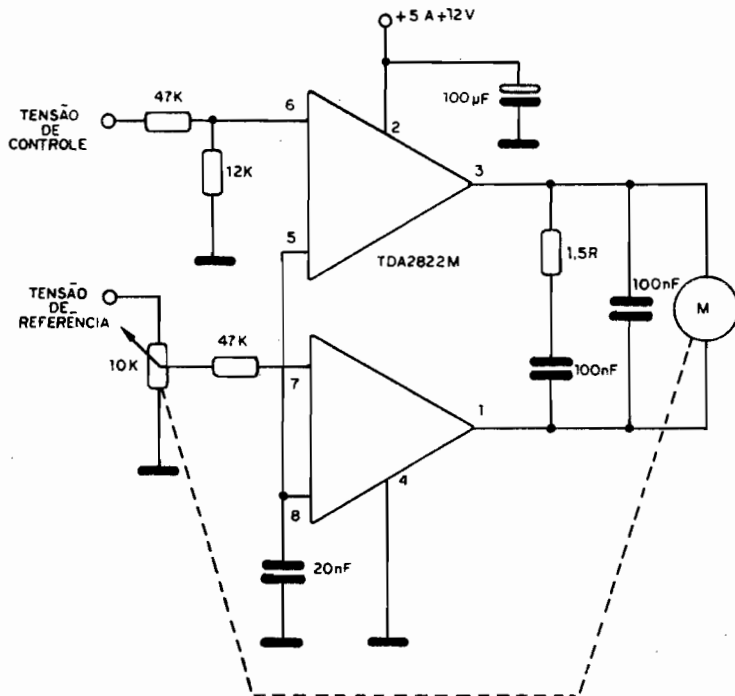 +5 A +12V
47K
6
100µF
TENSÃO
DE
CONTROLE
2
12K
3
5
TDA2822M
1,5R
TENSÃO
DE
REFERÊNCIA
100nF
M
47K
10K
7
100nF
1
4
8
20nF